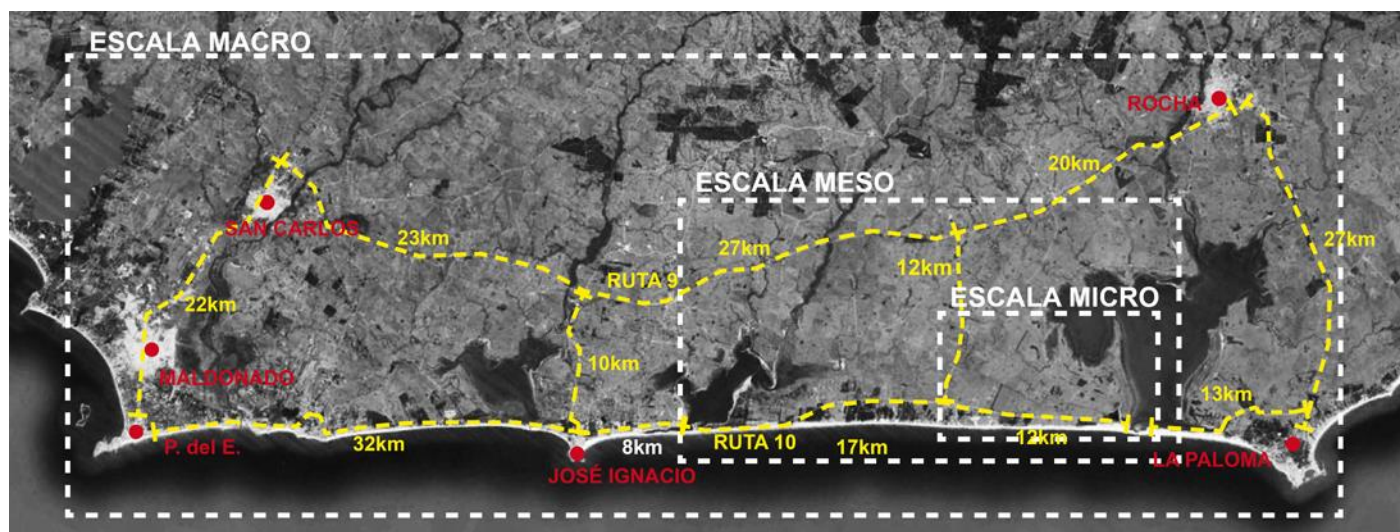 ESCALA MACRO
ROCHA
20km
ESCALA MESO
SAN CARLOS
23km
27km
27km
12km
RUTA 9
ESCALA MICRO
22km
10km
MALDONADO
13km
P. del E.
32km
8km
RUTA 10
17km
12km
JOSÉ IGNACIO
LA PALOMA